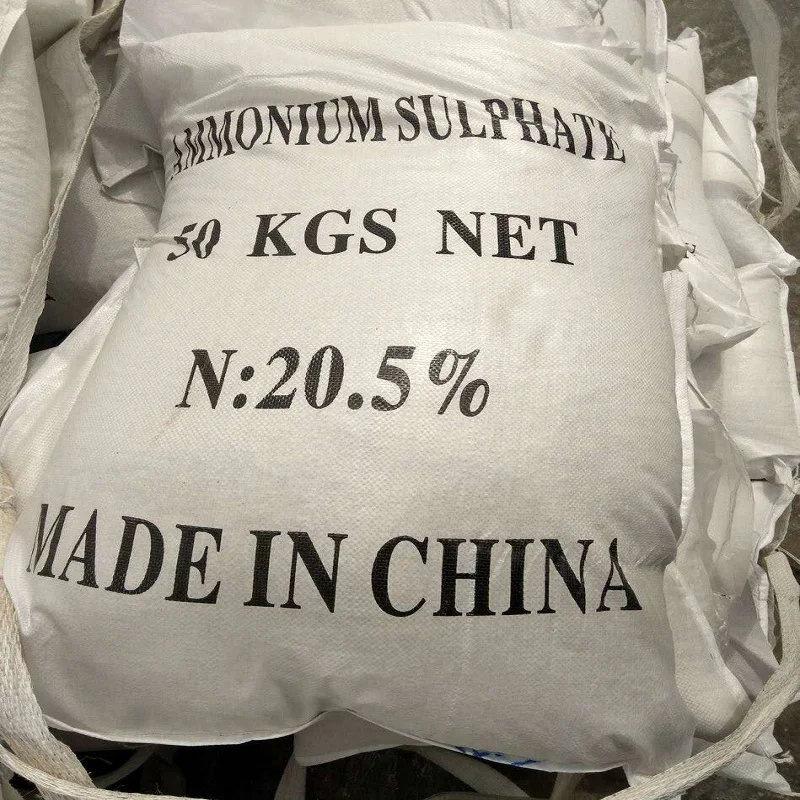 AMMONIUM SULPHATE
50 KGS NET
N:20.5%
MADE IN CHINA